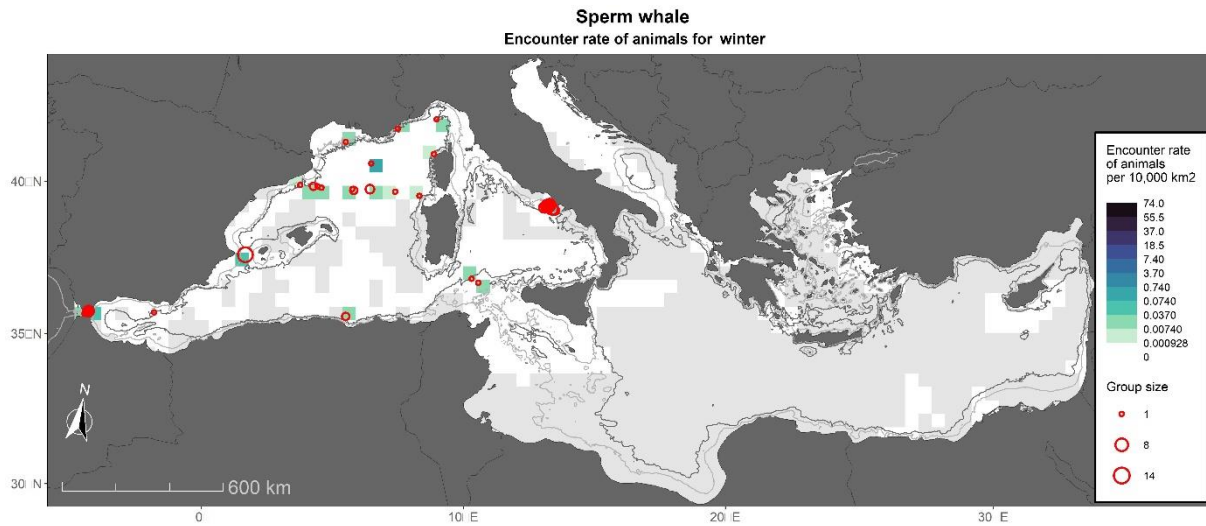 Sperm whale
Encounter rate of animals for winter
40□N
35□N
30□N
0
10□E
20□E
30□E
N
600 km
Encounter rate
of animals
per 10,000 km2
74.0
55.5
37.0
18.5
7.40
3.70
0.740
0.0740
0.0370
0.00740
0.000928
0
Group size
1
8
14